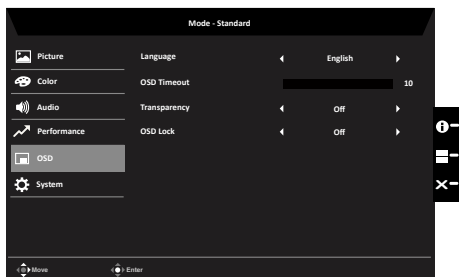 Mode - Standard
Picture
Language
English
Color
OSD Timeout
10
Audio
Transparency
Off
Performance
OSD Lock
Off
OSD
System
Move
Enter